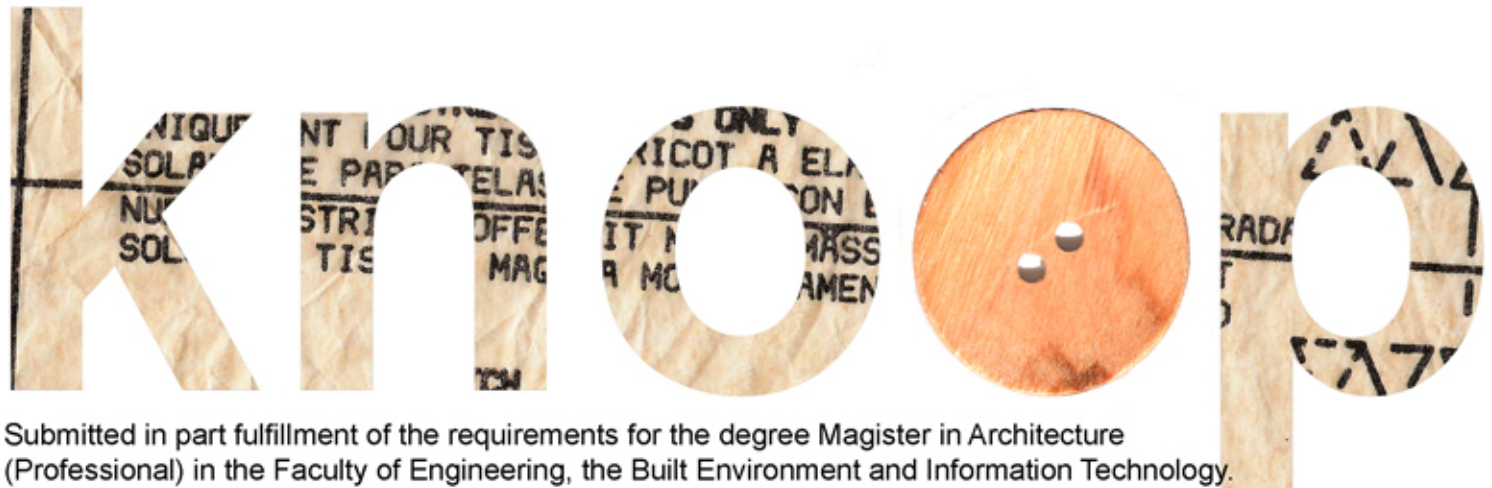 knoop
Submitted in part fulfillment of the requirements for the degree Magister in Architecture
(Professional) in the Faculty of Engineering, the Built Environment and Information Technology.